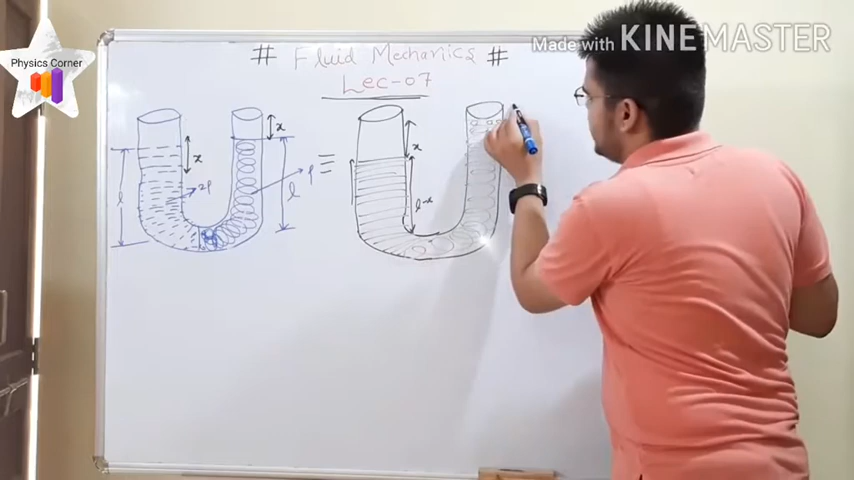 Physics Corner
Made with KINEMASTER
# Fluid Mechanics #
Lec-07
x
x
x
l
2ρ
ρ
l
≡
l-x